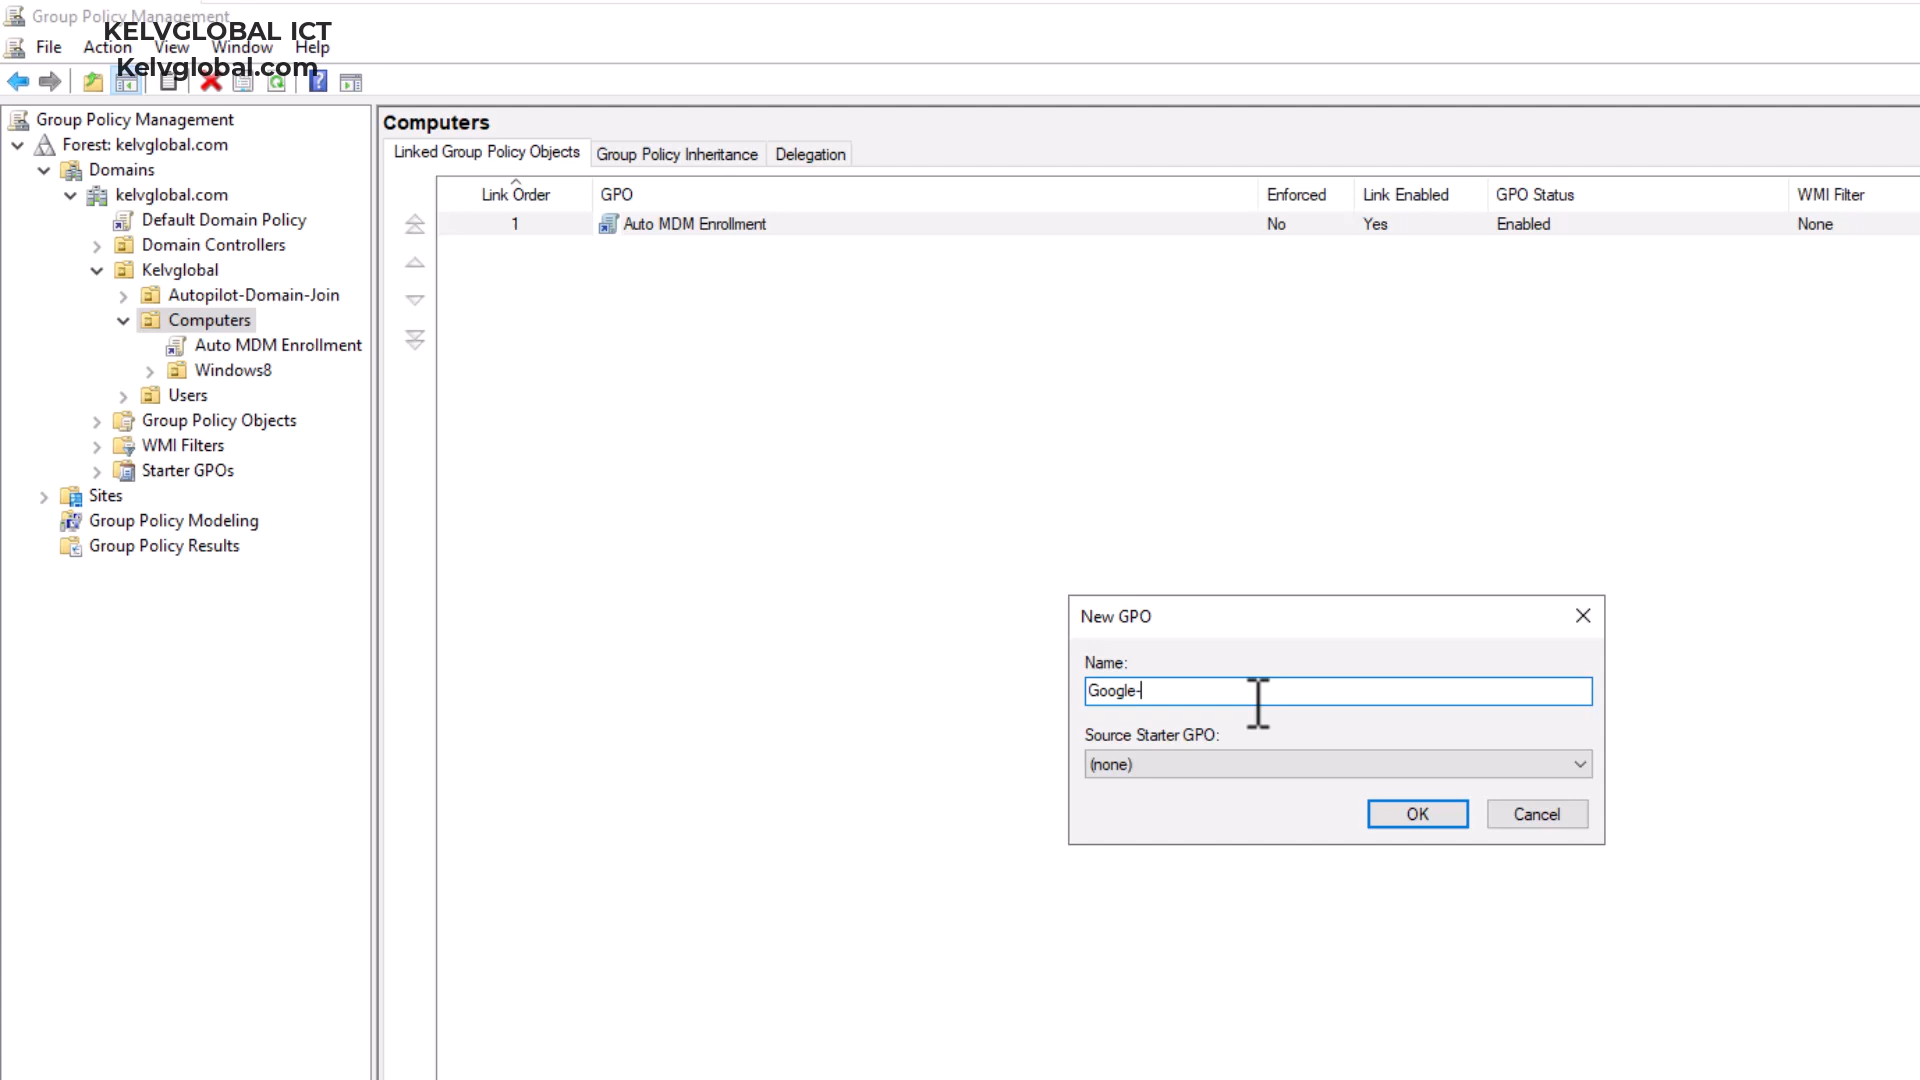 Group Policy Management
KELVGLOBAL ICT
File Action View Window Help
Kelvglobal.com
Group Policy Management
Forest: kelvglobal.com
Domains
kelvglobal.com
Default Domain Policy
Domain Controllers
Kelvglobal
Autopilot-Domain-Join
Computers
Auto MDM Enrollment
Windows8
Users
Group Policy Objects
WMI Filters
Starter GPOs
Sites
Group Policy Modeling
Group Policy Results
Computers
Linked Group Policy Objects Group Policy Inheritance Delegation
Link Order GPO Enforced Link Enabled GPO Status WMI Filter
1 Auto MDM Enrollment No Yes Enabled None
New GPO
Name:
Google-
Source Starter GPO:
(none)
OK Cancel